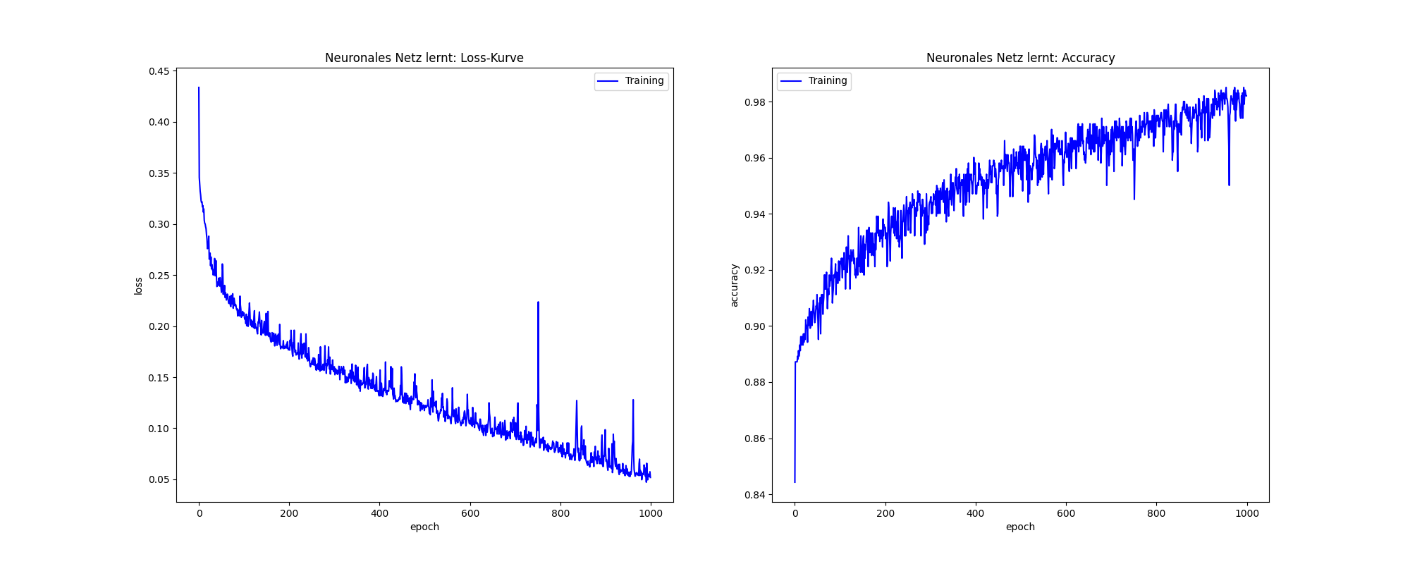 Neuronales Netz lernt: Loss-Kurve
Training
0.45
0.40
0.35
0.30
0.25
0.20
0.15
0.10
0.05
loss
0 200 400 600 800 1000
epoch
Neuronales Netz lernt: Accuracy
Training
0.98
0.96
0.94
0.92
0.90
0.88
0.86
0.84
accuracy
0 200 400 600 800 1000
epoch